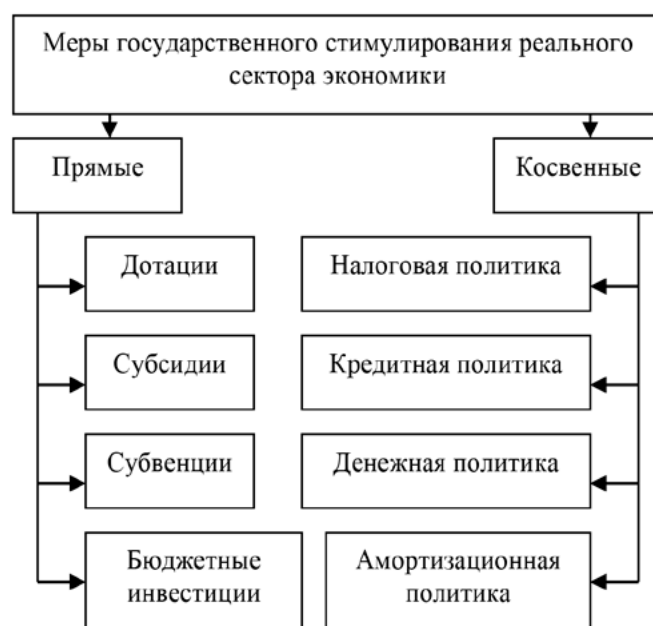 Меры государственного стимулирования реального
сектора экономики
Прямые
Косвенные
Дотации
Налоговая политика
Субсидии
Кредитная политика
Субвенции
Денежная политика
Бюджетные
инвестиции
Амортизационная
политика